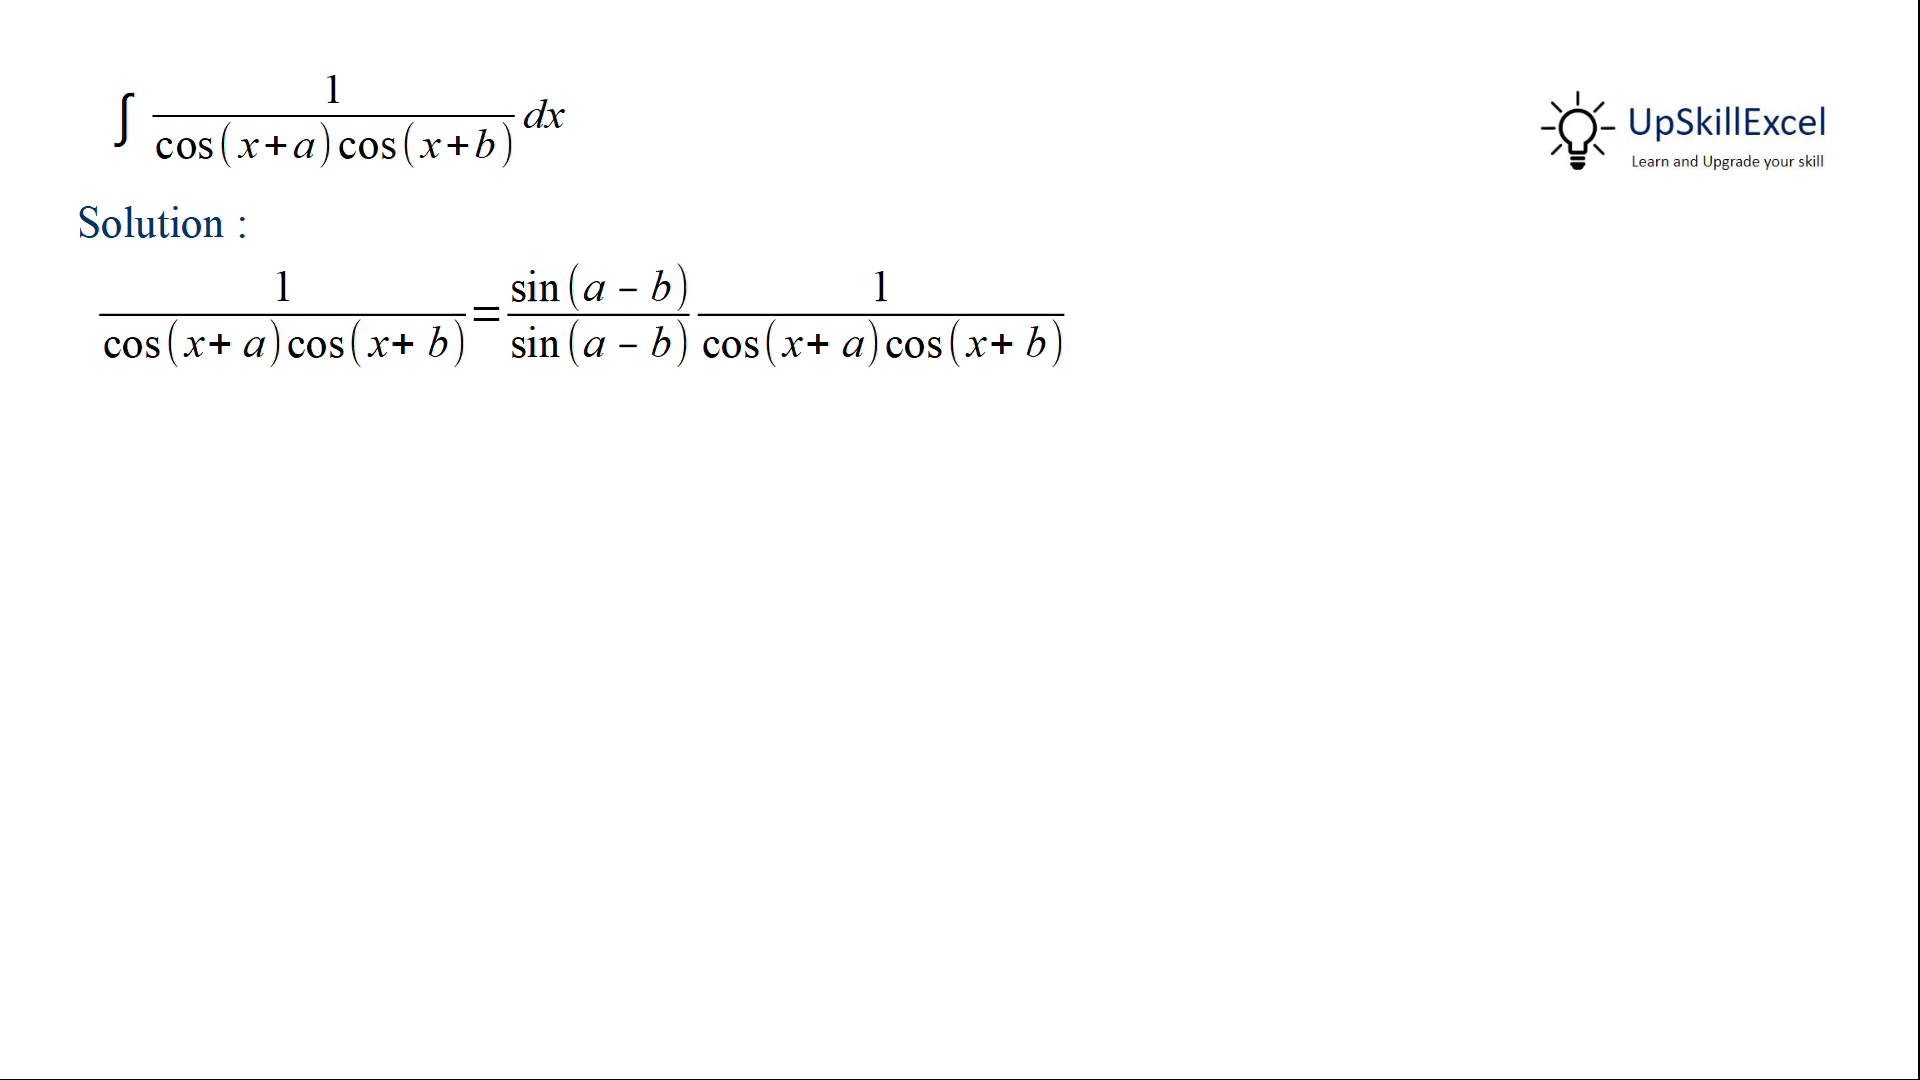 ∫ 1/(cos(x+a)cos(x+b)) dx
UpSkillExcel
Learn and Upgrade your skill
Solution :
1/(cos(x+ a)cos(x+ b)) = sin(a − b)/sin(a − b) 1/(cos(x+ a)cos(x+ b))